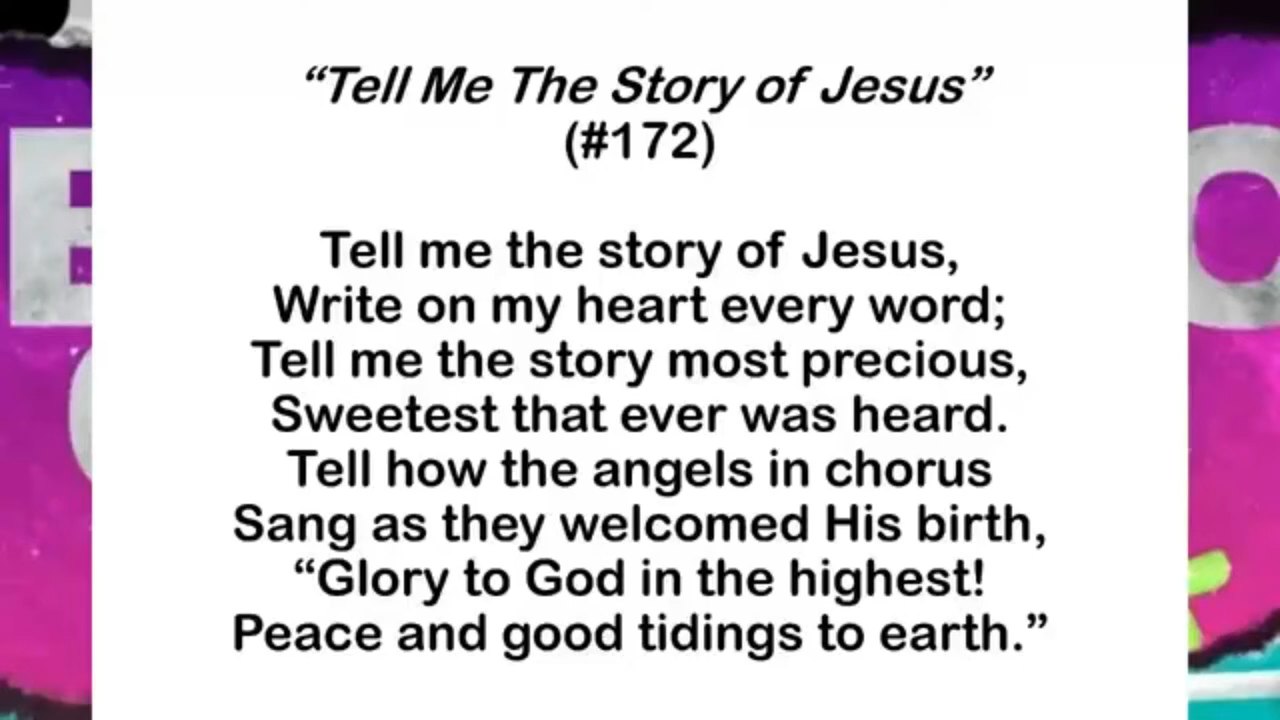 “Tell Me The Story of Jesus”
(#172)
Tell me the story of Jesus,
Write on my heart every word;
Tell me the story most precious,
Sweetest that ever was heard.
Tell how the angels in chorus
Sang as they welcomed His birth,
“Glory to God in the highest!
Peace and good tidings to earth.”